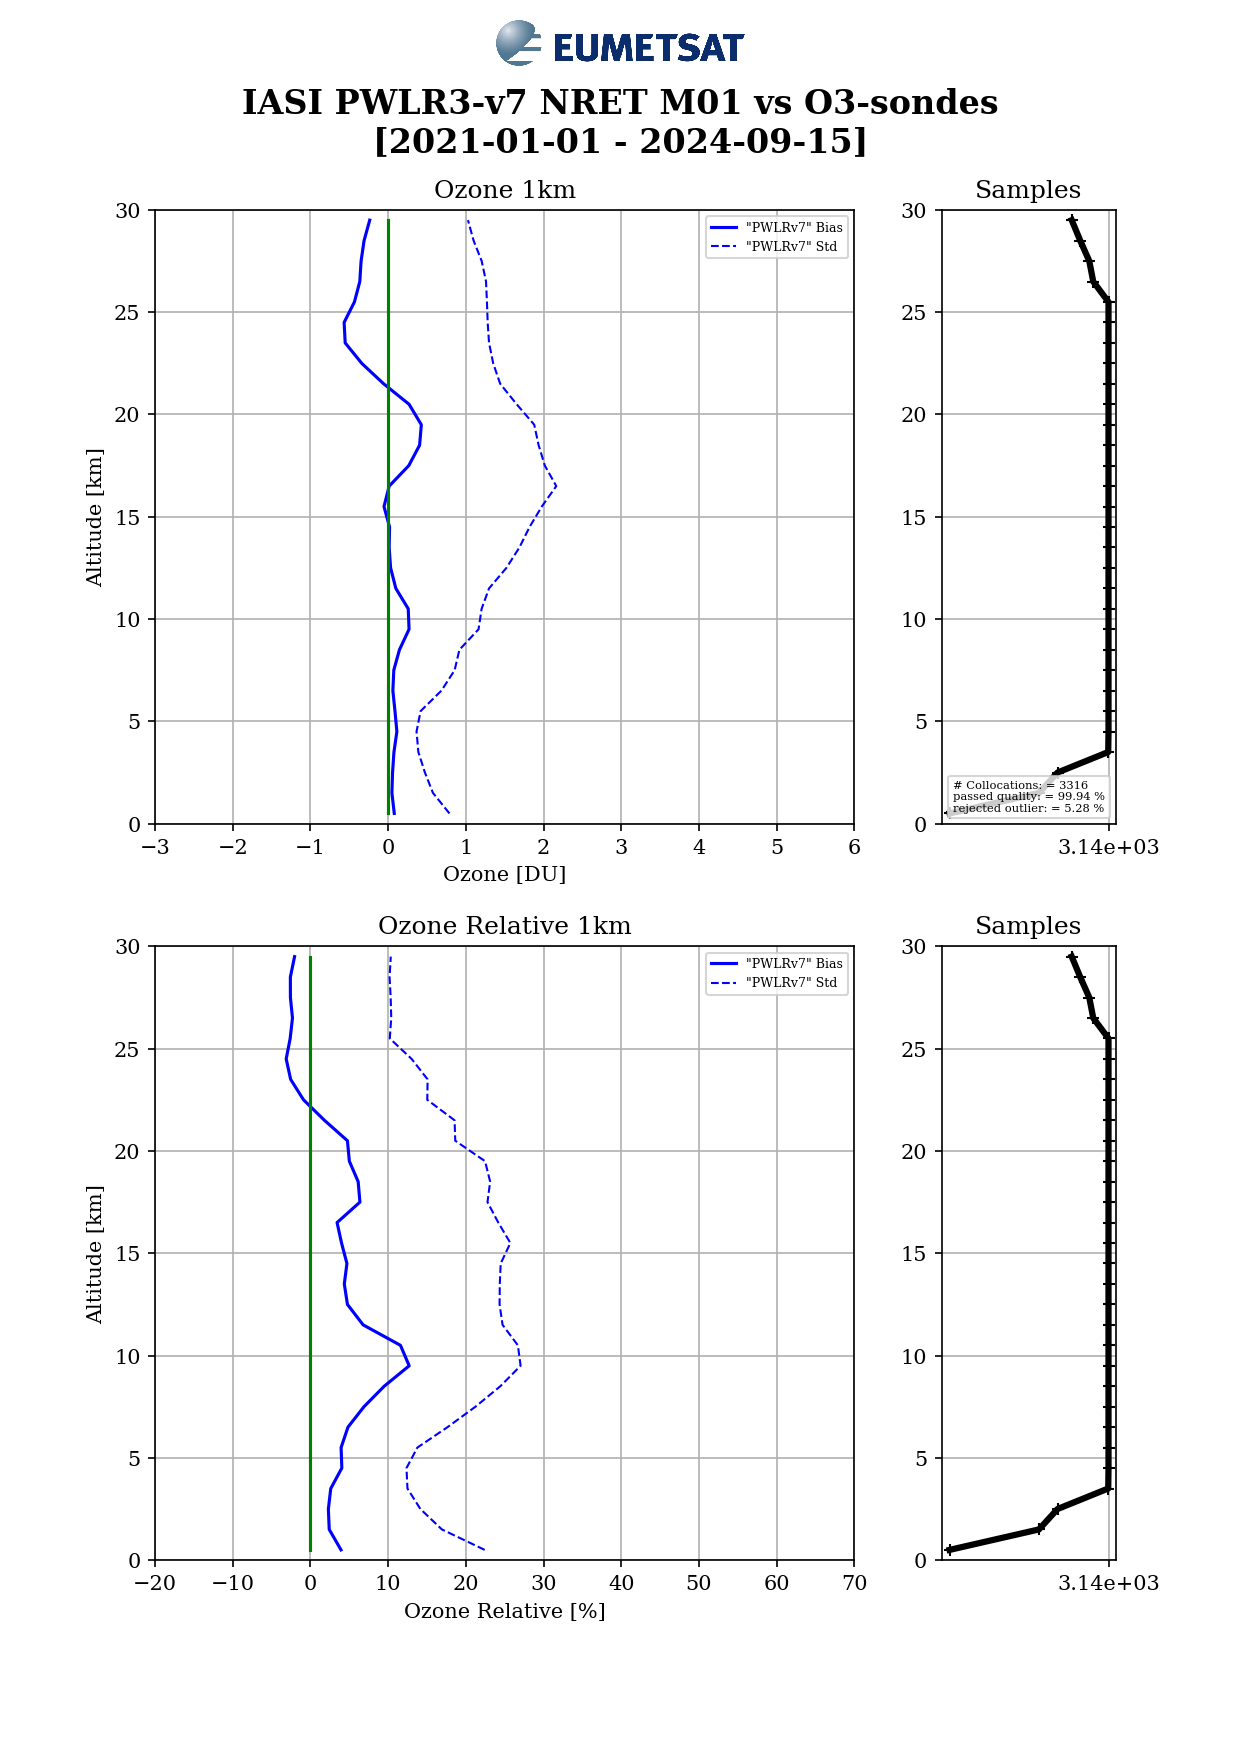 EUMETSAT
IASI PWLR3-v7 NRET M01 vs O3-sondes
[2021-01-01 - 2024-09-15]
Ozone 1km
Samples
30
25
20
15
10
5
0
Altitude [km]
"PWLRv7" Bias
"PWLRv7" Std
−3 −2 −1 0 1 2 3 4 5 6
Ozone [DU]
30
25
20
15
10
5
0
# Collocations: = 3316
passed quality: = 99.94 %
rejected outlier: = 5.28 %
3.14e+03
Ozone Relative 1km
Samples
30
25
20
15
10
5
0
Altitude [km]
"PWLRv7" Bias
"PWLRv7" Std
−20 −10 0 10 20 30 40 50 60 70
Ozone Relative [%]
30
25
20
15
10
5
0
3.14e+03